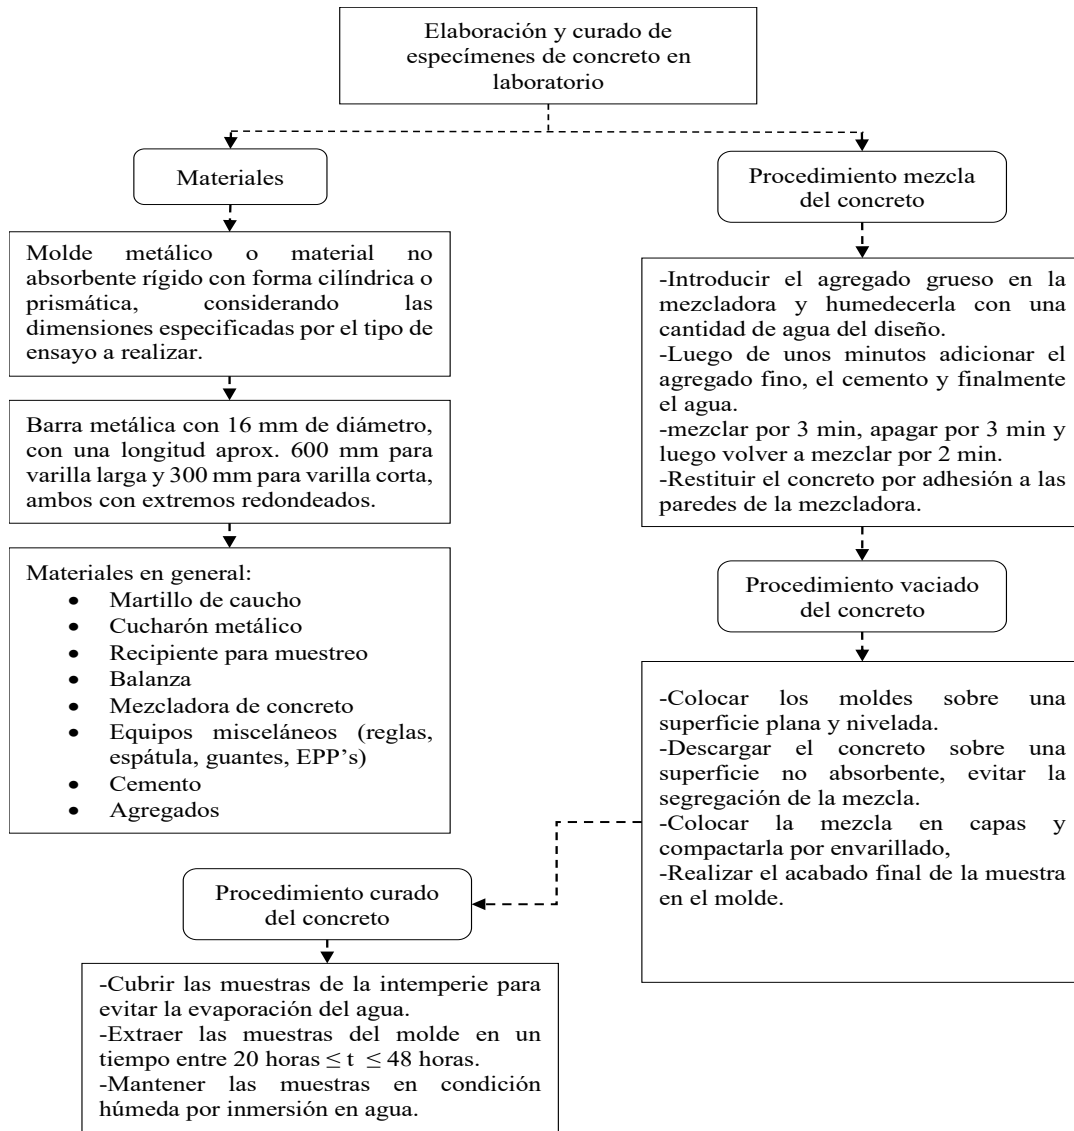 Elaboración y curado de
especímenes de concreto en
laboratorio
Materiales
Molde metálico o material no
absorbente rígido con forma cilíndrica o
prismática, considerando las
dimensiones especificadas por el tipo de
ensayo a realizar.
Barra metálica con 16 mm de diámetro,
con una longitud aprox. 600 mm para
varilla larga y 300 mm para varilla corta,
ambos con extremos redondeados.
Materiales en general:
• Martillo de caucho
• Cucharón metálico
• Recipiente para muestreo
• Balanza
• Mezcladora de concreto
• Equipos misceláneos (reglas,
espátula, guantes, EPP’s)
• Cemento
• Agregados
Procedimiento mezcla
del concreto
-Introducir el agregado grueso en la
mezcladora y humedecerla con una
cantidad de agua del diseño.
-Luego de unos minutos adicionar el
agregado fino, el cemento y finalmente
el agua.
-mezclar por 3 min, apagar por 3 min y
luego volver a mezclar por 2 min.
-Restituir el concreto por adhesión a las
paredes de la mezcladora.
Procedimiento vaciado
del concreto
-Colocar los moldes sobre una
superficie plana y nivelada.
-Descargar el concreto sobre una
superficie no absorbente, evitar la
segregación de la mezcla.
-Colocar la mezcla en capas y
compactarla por envarillado,
-Realizar el acabado final de la muestra
en el molde.
Procedimiento curado
del concreto
-Cubrir las muestras de la intemperie para
evitar la evaporación del agua.
-Extraer las muestras del molde en un
tiempo entre 20 horas ≤ t ≤ 48 horas.
-Mantener las muestras en condición
húmeda por inmersión en agua.